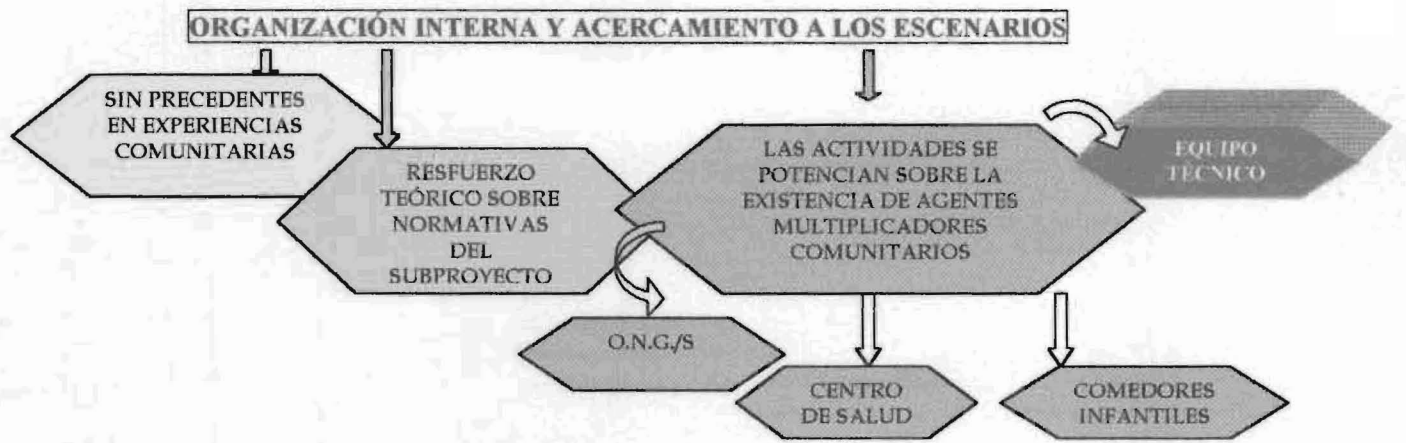 ORGANIZACIÓN INTERNA Y ACERCAMIENTO A LOS ESCENARIOS
SIN PRECEDENTES
EN EXPERIENCIAS
COMUNITARIAS
RESFUERZO
TEÓRICO SOBRE
NORMATIVAS
DEL
SUBPROYECTO
LAS ACTIVIDADES SE
POTENCIAN SOBRE LA
EXISTENCIA DE AGENTES
MULTIPLICADORES
COMUNITARIOS
EQUIPO
TÉCNICO
O.N.G./S
CENTRO
DE SALUD
COMEDORES
INFANTILES